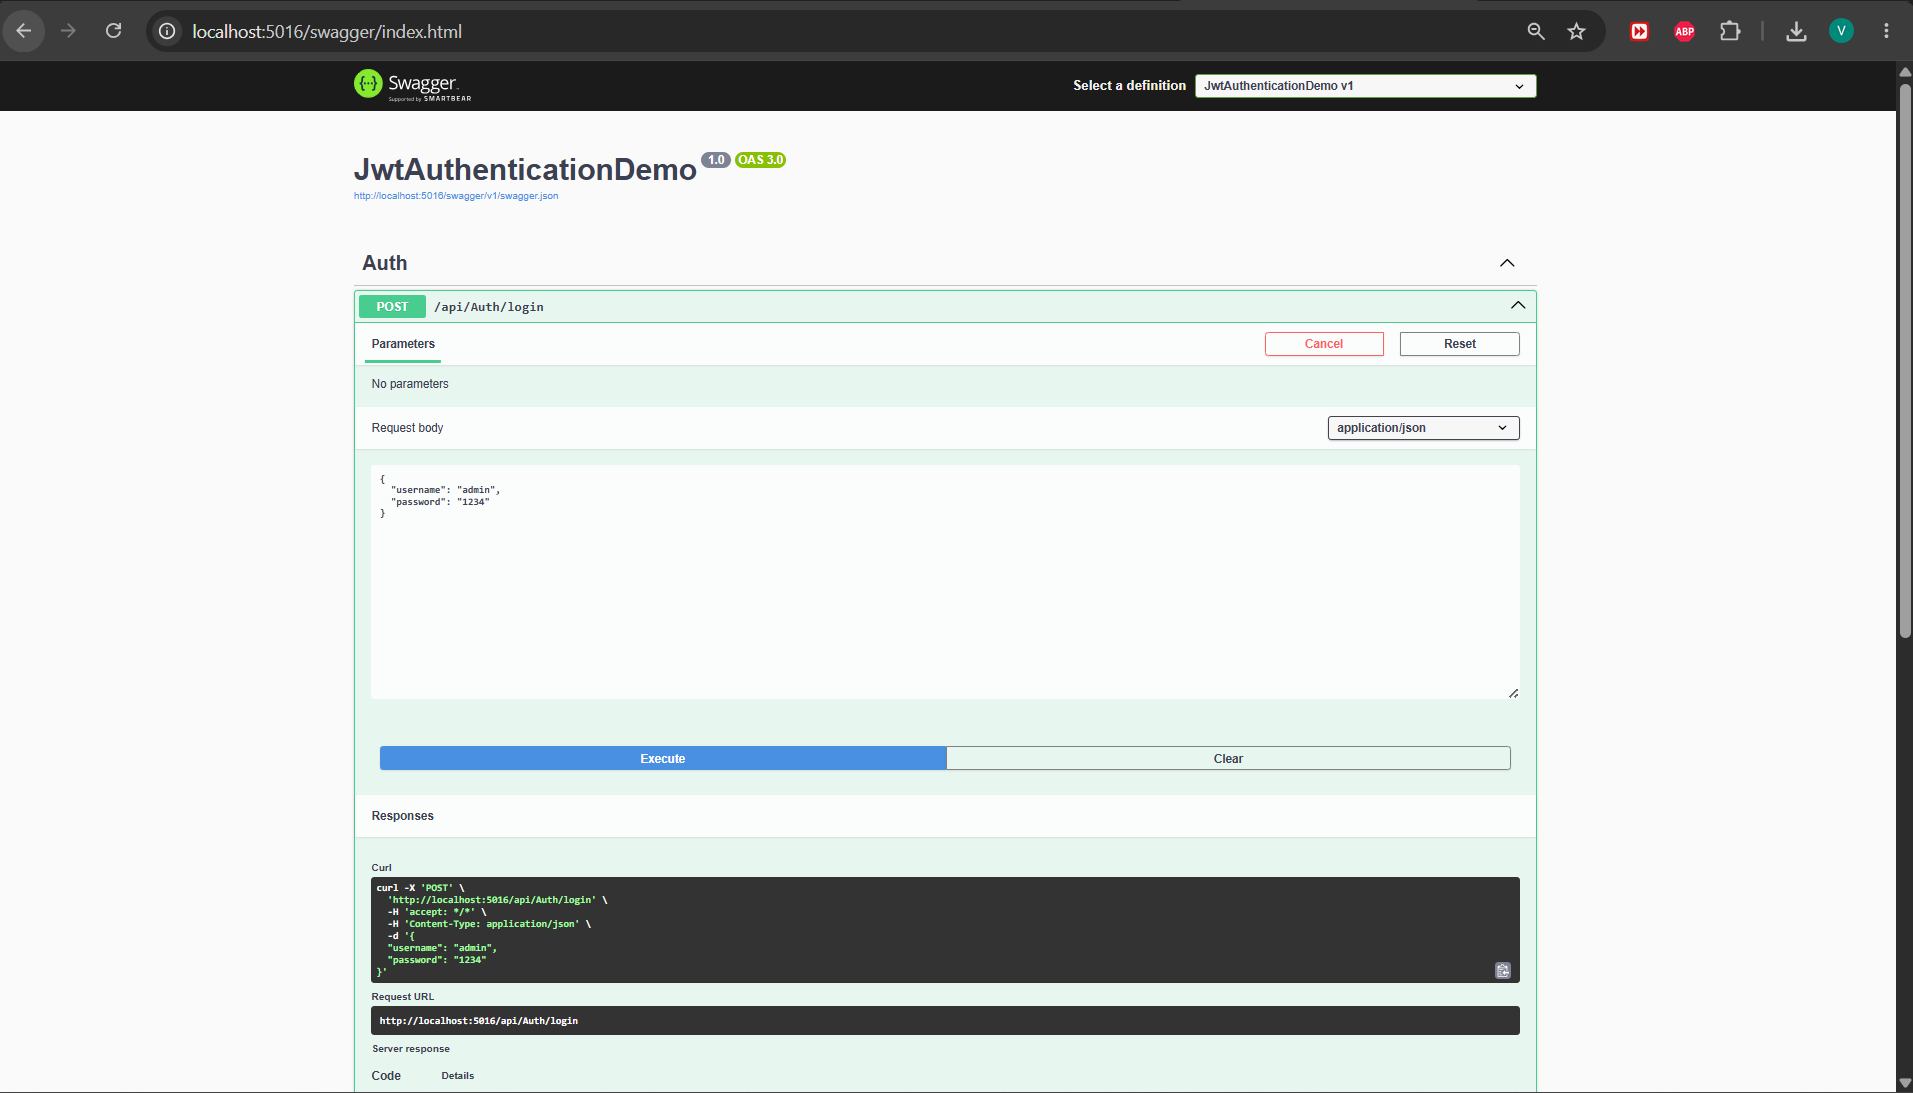 localhost:5016/swagger/index.html
ABP
V
Swagger
Supported by SMARTBEAR
Select a definition
JwtAuthenticationDemo v1
JwtAuthenticationDemo 1.0 OAS 3.0
http://localhost:5016/swagger/v1/swagger.json
Auth
POST /api/Auth/login
Parameters
Cancel
Reset
No parameters
Request body
application/json
{
  "username": "admin",
  "password": "1234"
}
Execute
Clear
Responses
Curl
curl -X 'POST' \
  'http://localhost:5016/api/Auth/login' \
  -H 'accept: */*' \
  -H 'Content-Type: application/json' \
  -d '{
  "username": "admin",
  "password": "1234"
}'
Request URL
http://localhost:5016/api/Auth/login
Server response
Code Details